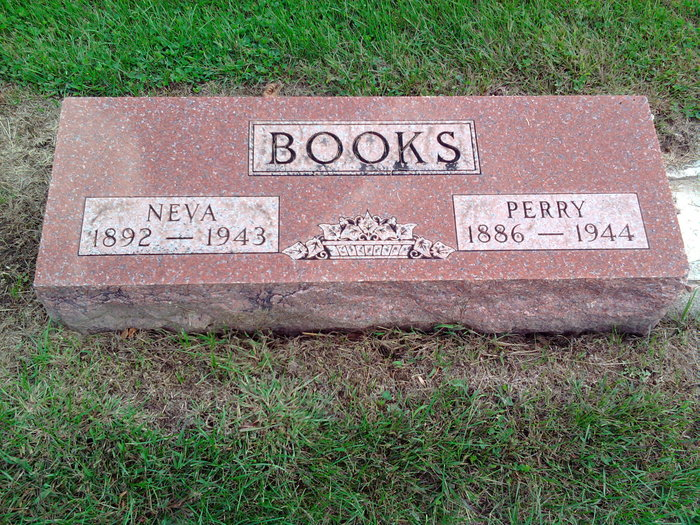 BOOKS
NEVA
1892 — 1943
PERRY
1886 — 1944